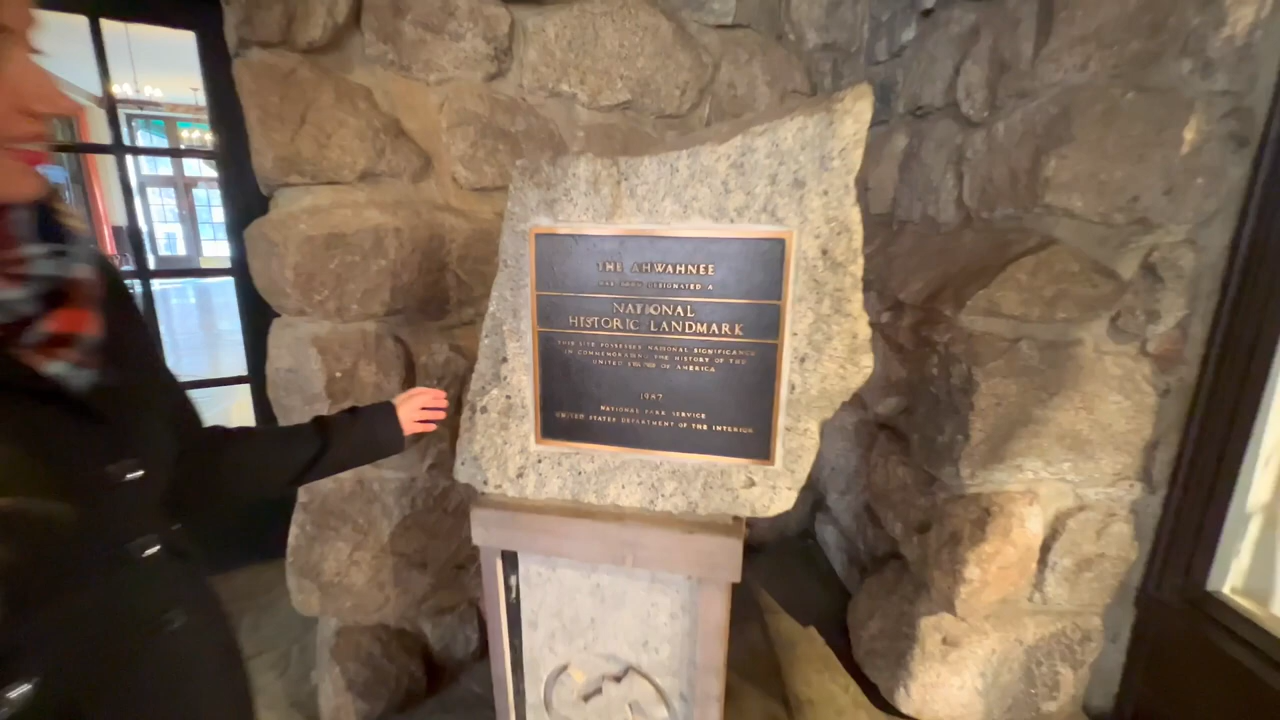 THE AHWAHNEE
HAS BEEN DESIGNATED A
NATIONAL
HISTORIC LANDMARK
THIS SITE POSSESSES NATIONAL SIGNIFICANCE
IN COMMEMORATING THE HISTORY OF THE
UNITED STATES OF AMERICA
1987
NATIONAL PARK SERVICE
UNITED STATES DEPARTMENT OF THE INTERIOR